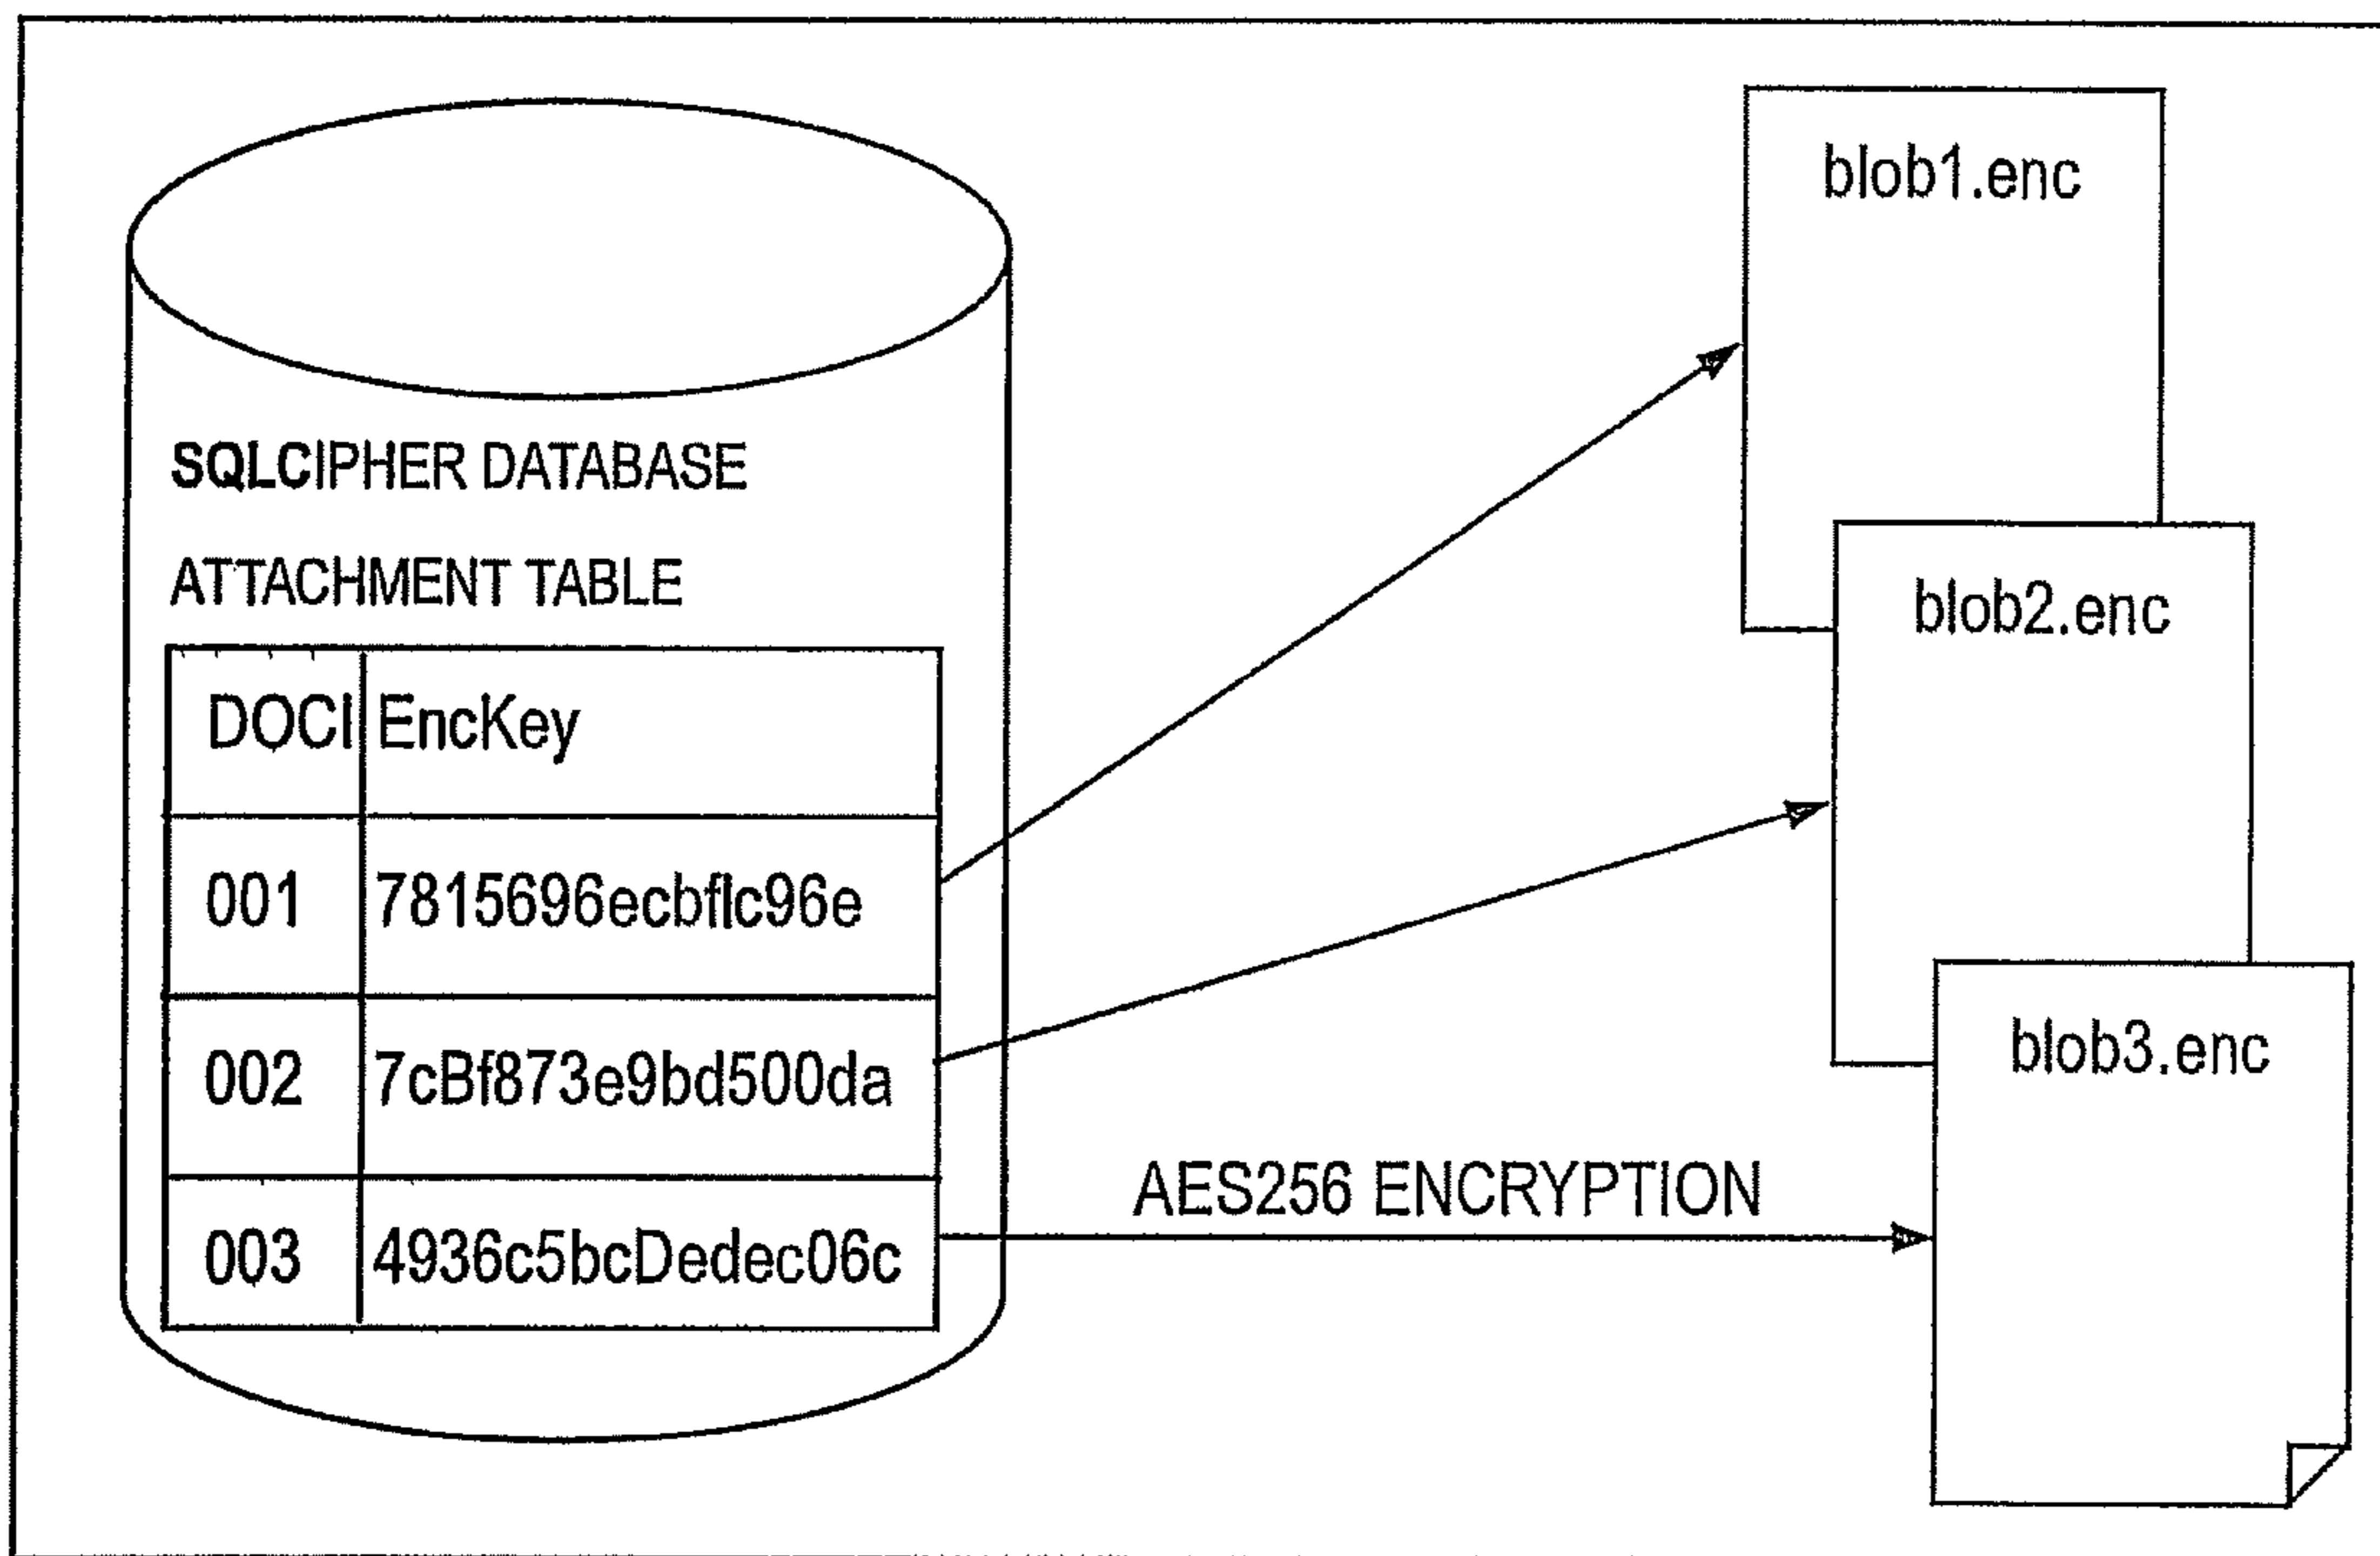 SQLCIPHER DATABASE
ATTACHMENT TABLE
DOCI EncKey
001 7815696ecbflc96e
002 7cBf873e9bd500da
003 4936c5bcDedec06c
AES256 ENCRYPTION
blob1.enc
blob2.enc
blob3.enc